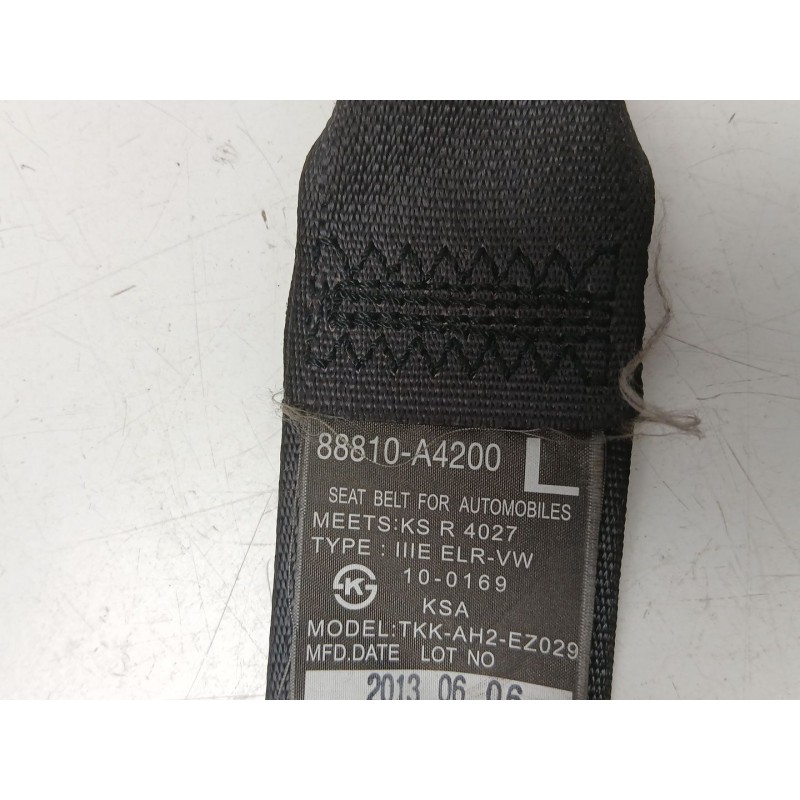 88810-A4200 L
SEAT BELT FOR AUTOMOBILES
MEETS:KS R 4027
TYPE : IIIE ELR-VW
10-0169
KSA
MODEL:TKK-AH2-EZ029
MFD.DATE LOT NO
2013 06 06